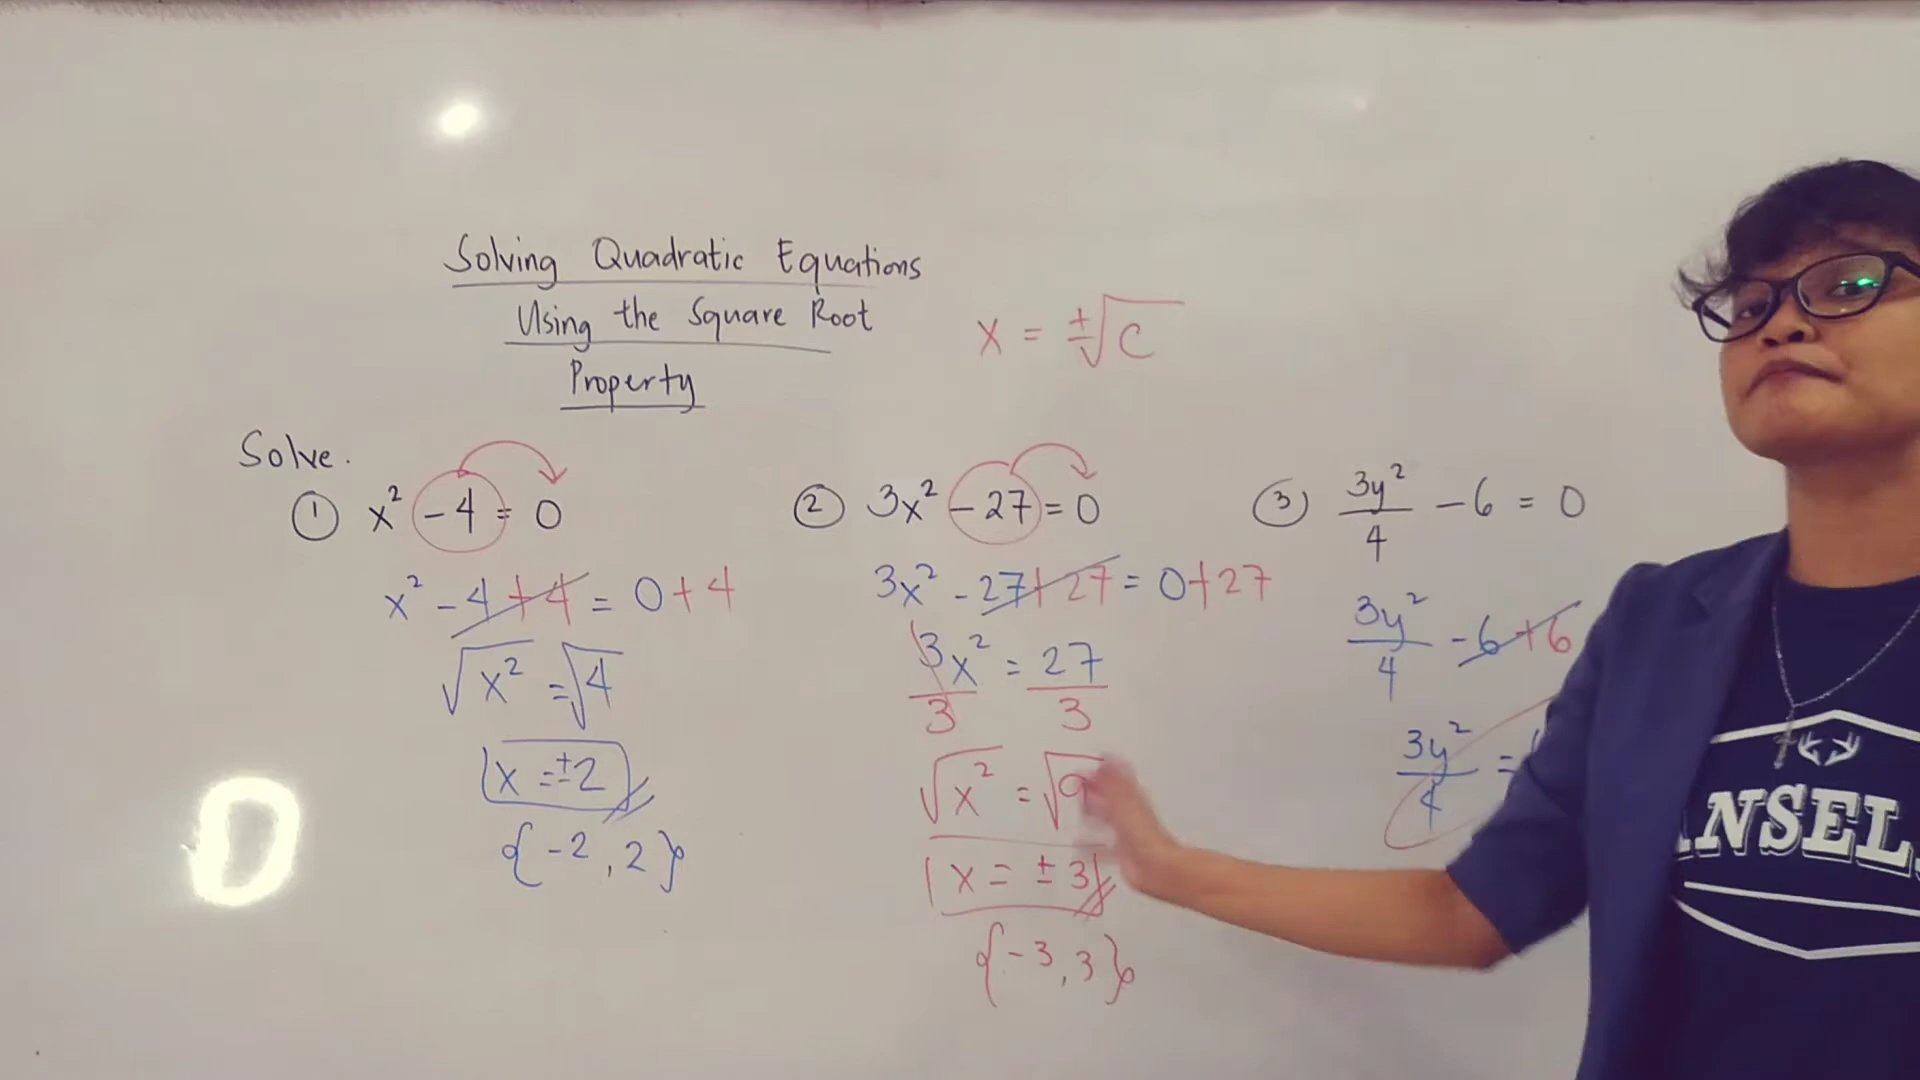 Solving Quadratic Equations
Using the Square Root
Property
x = ±√c
Solve.
① x² - 4 = 0
x² - 4 + 4 = 0 + 4
√x² = √4
x = ±2
{-2, 2}
② 3x² - 27 = 0
3x² - 27 + 27 = 0 + 27
3x²/3 = 27/3
√x² = √9
x = ±3
{-3, 3}
③ 3y²/4 - 6 = 0
3y²/4 - 6 + 6
3y²/4 =